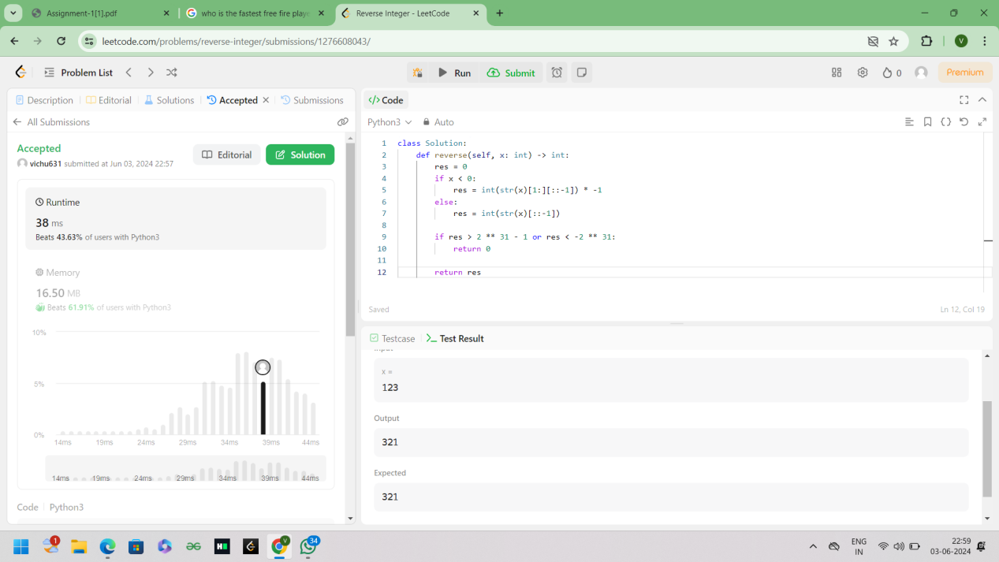 Assignment-1[1].pdf
who is the fastest free fire playe
Reverse Integer - LeetCode
leetcode.com/problems/reverse-integer/submissions/1276608043/
V
Problem List
Run
Submit
0
Premium
Description
Editorial
Solutions
Accepted
Submissions
All Submissions
Accepted
vichu631 submitted at Jun 03, 2024 22:57
Editorial
Solution
Runtime
38 ms
Beats 43.63% of users with Python3
Memory
16.50 MB
Beats 61.91% of users with Python3
10%
5%
0%
14ms 19ms 24ms 29ms 34ms 39ms 44ms
14ms 19ms 24ms 29ms 34ms 39ms 44ms
Code Python3
</> Code
Python3
Auto
1 class Solution:
2 def reverse(self, x: int) -> int:
3 res = 0
4 if x < 0:
5 res = int(str(x)[1:][::-1]) * -1
6 else:
7 res = int(str(x)[::-1])
8
9 if res > 2 ** 31 - 1 or res < -2 ** 31:
10 return 0
11
12 return res
Saved
Ln 12, Col 19
Testcase
Test Result
Input
x =
123
Output
321
Expected
321
1
V
34
ENG
IN
22:59
03-06-2024